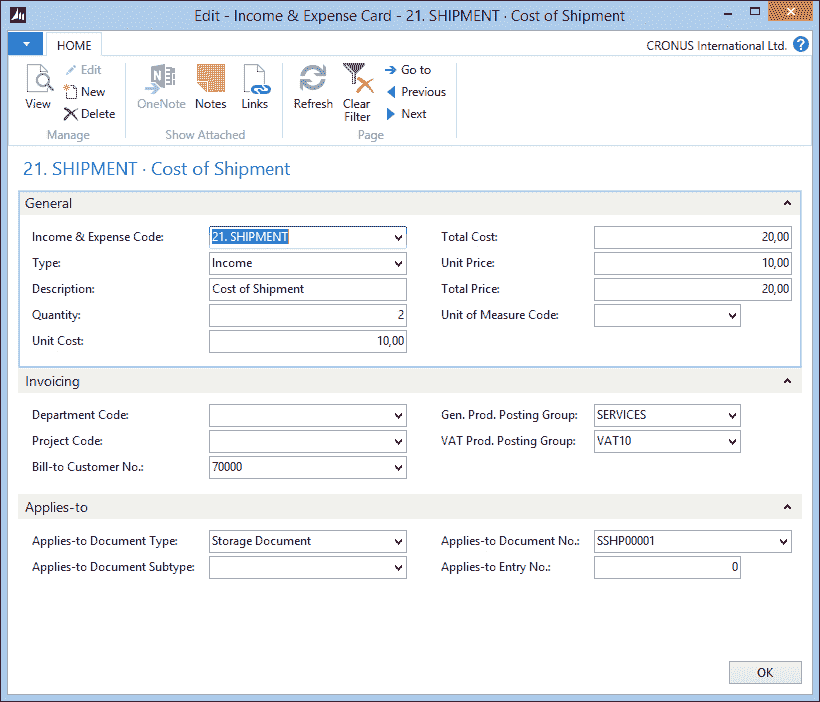 Edit - Income & Expense Card - 21. SHIPMENT · Cost of Shipment
HOME
CRONUS International Ltd.
View
Edit
New
Delete
Manage
OneNote
Notes
Links
Show Attached
Refresh
Clear
Filter
Go to
Previous
Next
Page
21. SHIPMENT · Cost of Shipment
General
Income & Expense Code: 21. SHIPMENT
Type: Income
Description: Cost of Shipment
Quantity: 2
Unit Cost: 10,00
Total Cost: 20,00
Unit Price: 10,00
Total Price: 20,00
Unit of Measure Code:
Invoicing
Department Code:
Project Code:
Bill-to Customer No.: 70000
Gen. Prod. Posting Group: SERVICES
VAT Prod. Posting Group: VAT10
Applies-to
Applies-to Document Type: Storage Document
Applies-to Document Subtype:
Applies-to Document No.: SSHP00001
Applies-to Entry No.: 0
OK